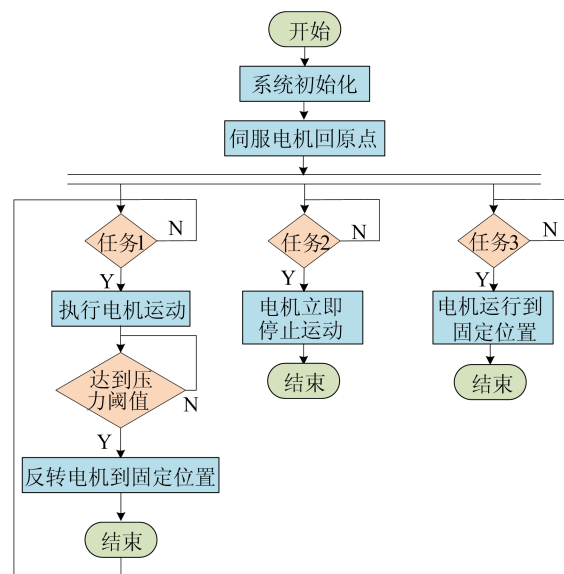 开始
系统初始化
伺服电机回原点
任务1
N
Y
执行电机运动
达到压
力阈值
N
Y
反转电机到固定位置
结束
任务2
N
Y
电机立即
停止运动
结束
任务3
N
Y
电机运行到
固定位置
结束